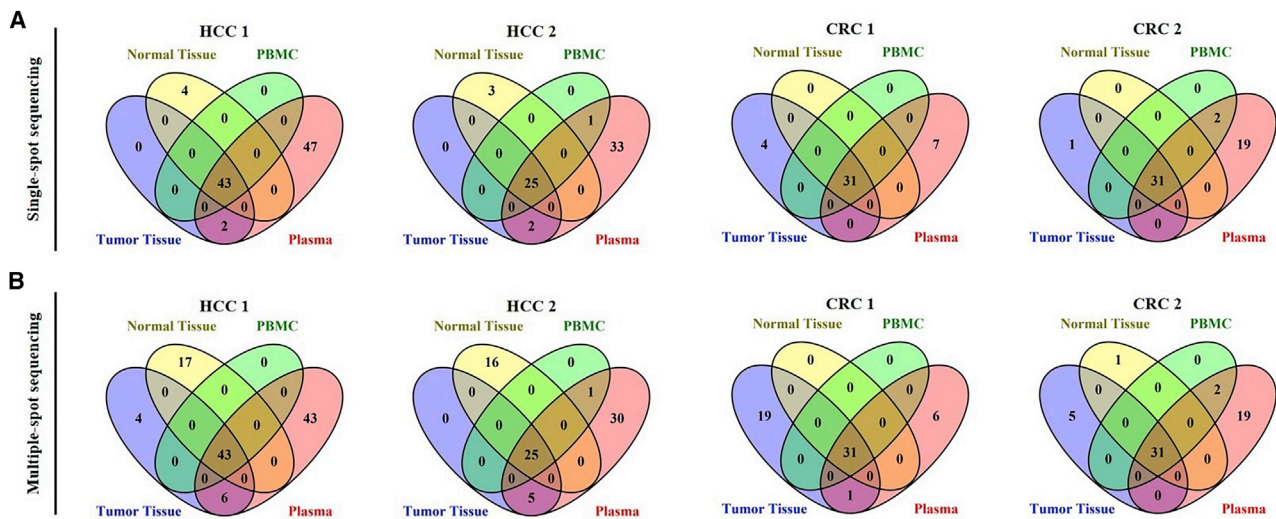 A
Single-spot sequencing
HCC 1
Normal Tissue PBMC
4 0
0 0 0
0 0 0 47
43
0 0
0 0
2
Tumor Tissue Plasma
HCC 2
Normal Tissue PBMC
3 0
0 0 1
0 0 0 33
25
0 0
0 0
2
Tumor Tissue Plasma
CRC 1
Normal Tissue PBMC
0 0
0 0 0
4 0 0 7
31
0 0
0 0
0
Tumor Tissue Plasma
CRC 2
Normal Tissue PBMC
0 0
0 0 2
1 0 0 19
31
0 0
0 0
0
Tumor Tissue Plasma
B
Multiple-spot sequencing
HCC 1
Normal Tissue PBMC
17 0
0 0 0
4 0 0 43
43
0 0
0 0
6
Tumor Tissue Plasma
HCC 2
Normal Tissue PBMC
16 0
0 0 1
0 0 0 30
25
0 0
0 0
5
Tumor Tissue Plasma
CRC 1
Normal Tissue PBMC
0 0
0 0 0
19 0 0 6
31
0 0
0 0
1
Tumor Tissue Plasma
CRC 2
Normal Tissue PBMC
1 0
0 0 2
5 0 0 19
31
0 0
0 0
0
Tumor Tissue Plasma